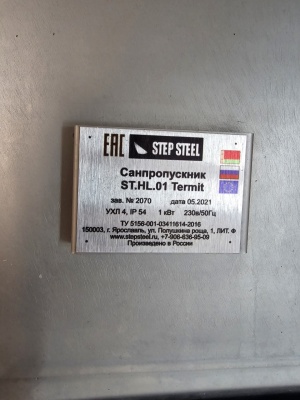 EAC STEP STEEL
Санпропускник
ST.HL.01 Termit
зав. № 2070 дата 05.2021
УХЛ 4, IP 54 1 кВт 230в/50Гц
ТУ 5156-001-03411614-2016
150003, г. Ярославль, ул. Полушкина роща, 1, ЛИТ. Ф
www.stepsteel.ru, +7-906-636-95-09
Произведено в России